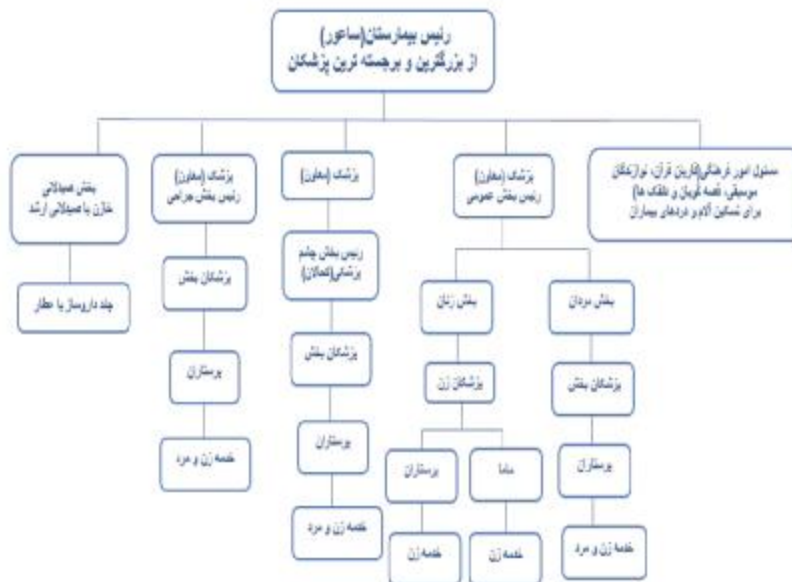 رئیس بیمارستان(ساعور)
از بزرگترین و برجسته ترین پزشکان
مسئول امور فرهنگی(قاریان قرآن، نوازندگان
موسیقی، قصه گویان و دلقک ها)
برای تسکین آلام و دردهای بیماران
پزشک (معاون)
رئیس بخش عمومی
پزشک (معاون)
پزشک (معاون)
رئیس بخش جراحی
بخش صیدلانی
خازن یا صیدلانی ارشد
بخش مردان
پزشکان بخش
پرستاران
خدمه زن و مرد
بخش زنان
پزشکان زن
ماما
خدمه زن
پرستاران
خدمه زن
رئیس بخش چشم
پزشکی(کحالان)
پزشکان بخش
پرستاران
خدمه زن و مرد
پزشکان بخش
پرستاران
خدمه زن و مرد
چند داروساز یا عطار